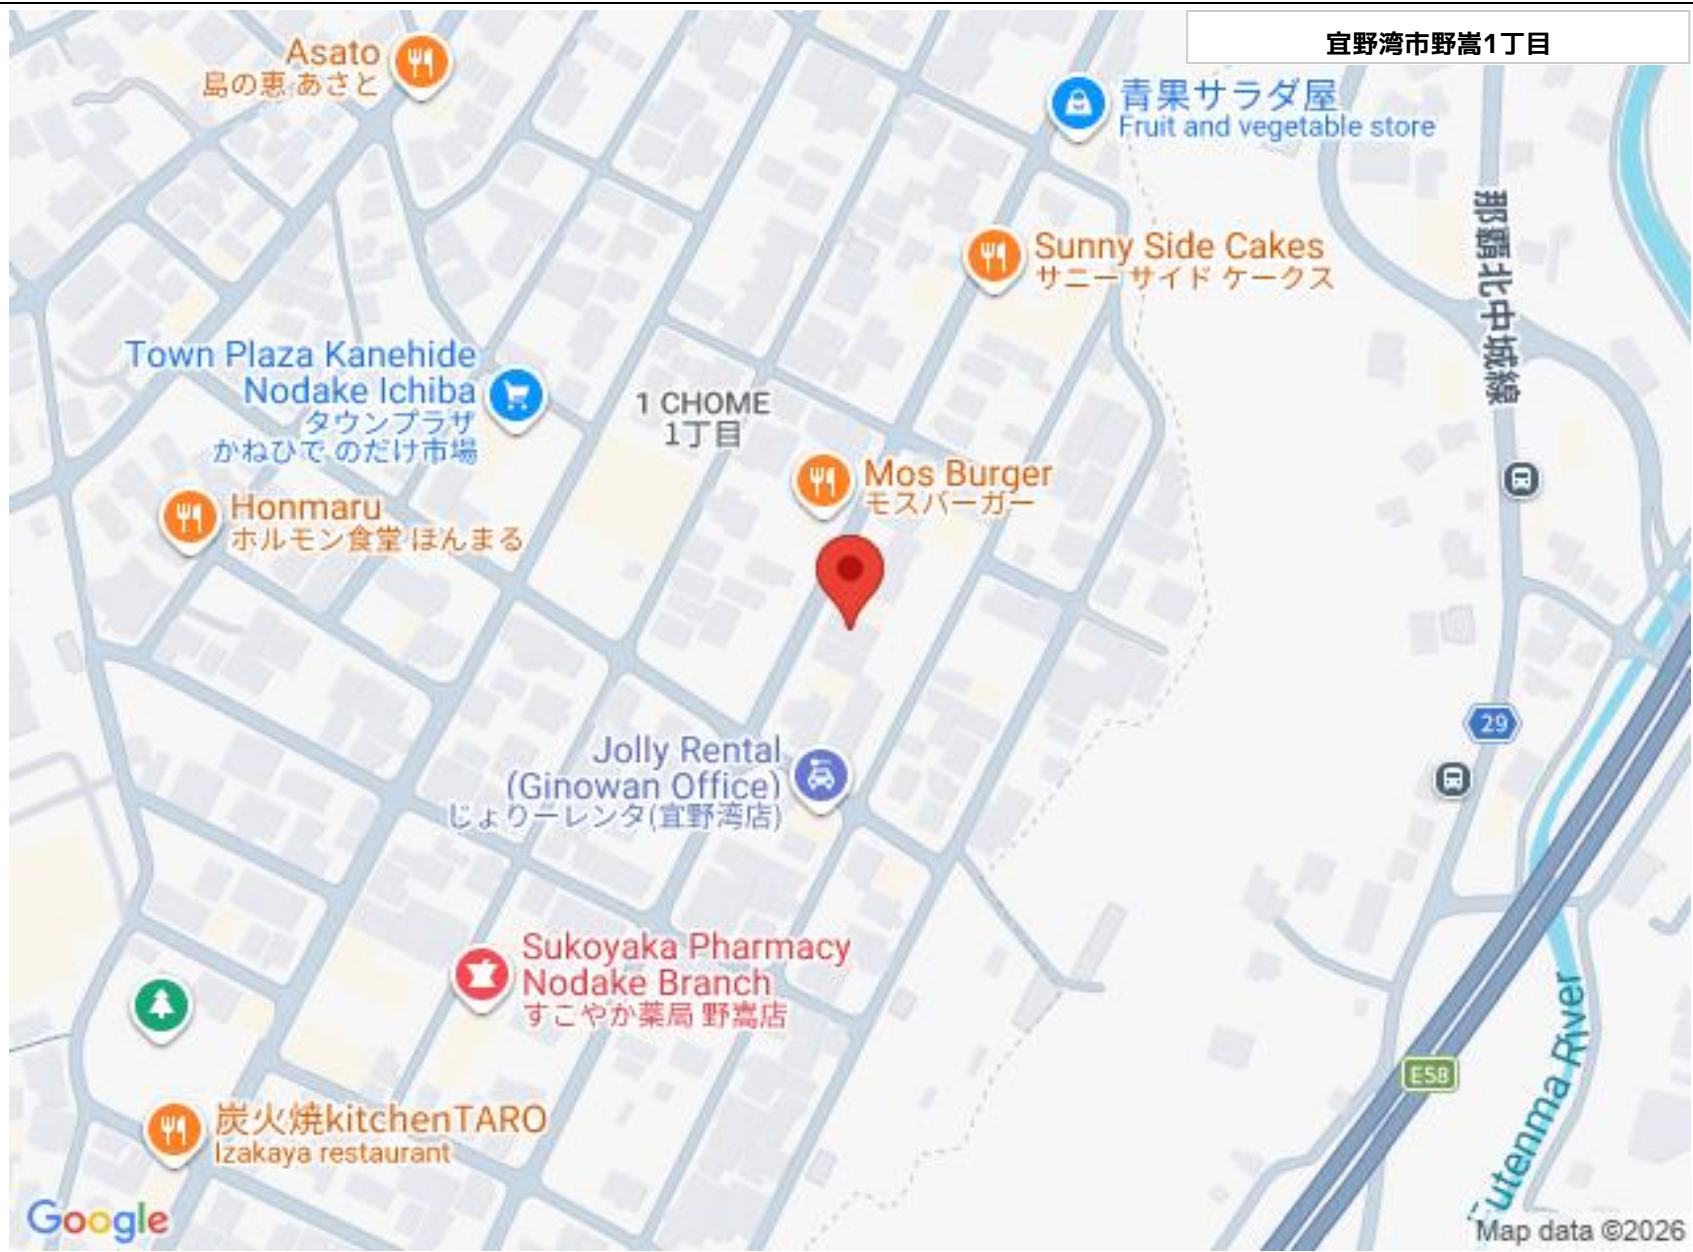 宜野湾市野嵩1丁目
Asato
島の恵 あさと
青果サラダ屋
Fruit and vegetable store
那覇北中城線
Sunny Side Cakes
サニー サイド ケークス
Town Plaza Kanehide
Nodake Ichiba
タウンプラザ
かねひで のだけ市場
1 CHOME
1丁目
Mos Burger
モスバーガー
Honmaru
ホルモン食堂 ほんまる
29
Jolly Rental
(Ginowan Office)
じょりーレンタ(宜野湾店)
Sukoyaka Pharmacy
Nodake Branch
すこやか薬局 野嵩店
E58
Futenma River
炭火焼kitchenTARO
Izakaya restaurant
Google
Map data ©2026